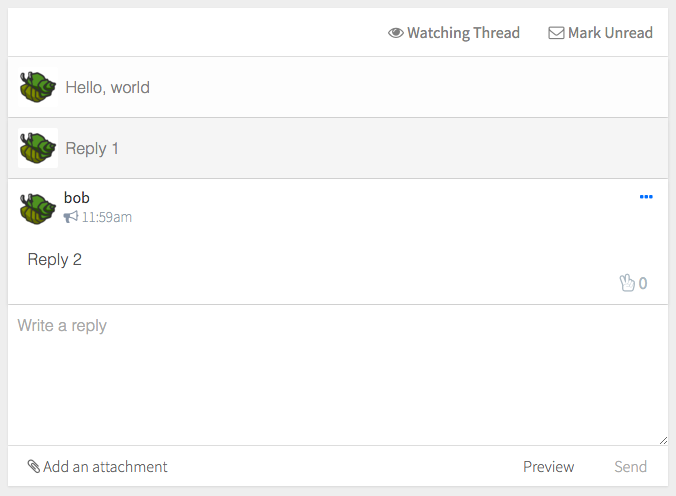 Watching Thread Mark Unread
Hello, world
Reply 1
bob
11:59am
Reply 2
0
Write a reply
Add an attachment Preview Send